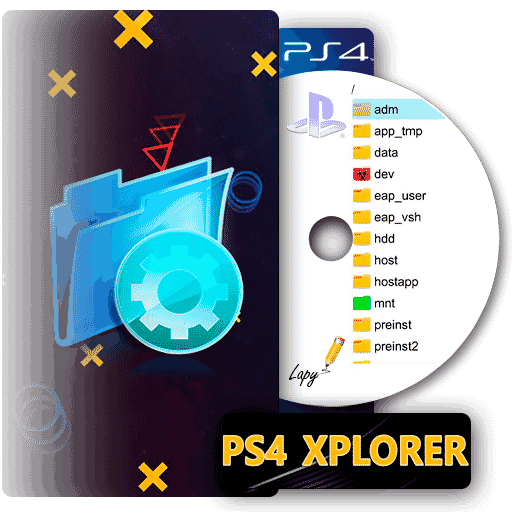 PS4
/
adm
app_tmp
data
dev
eap_user
eap_vsh
hdd
host
hostapp
mnt
preinst
preinst2
Lapy
PS4 XPLORER